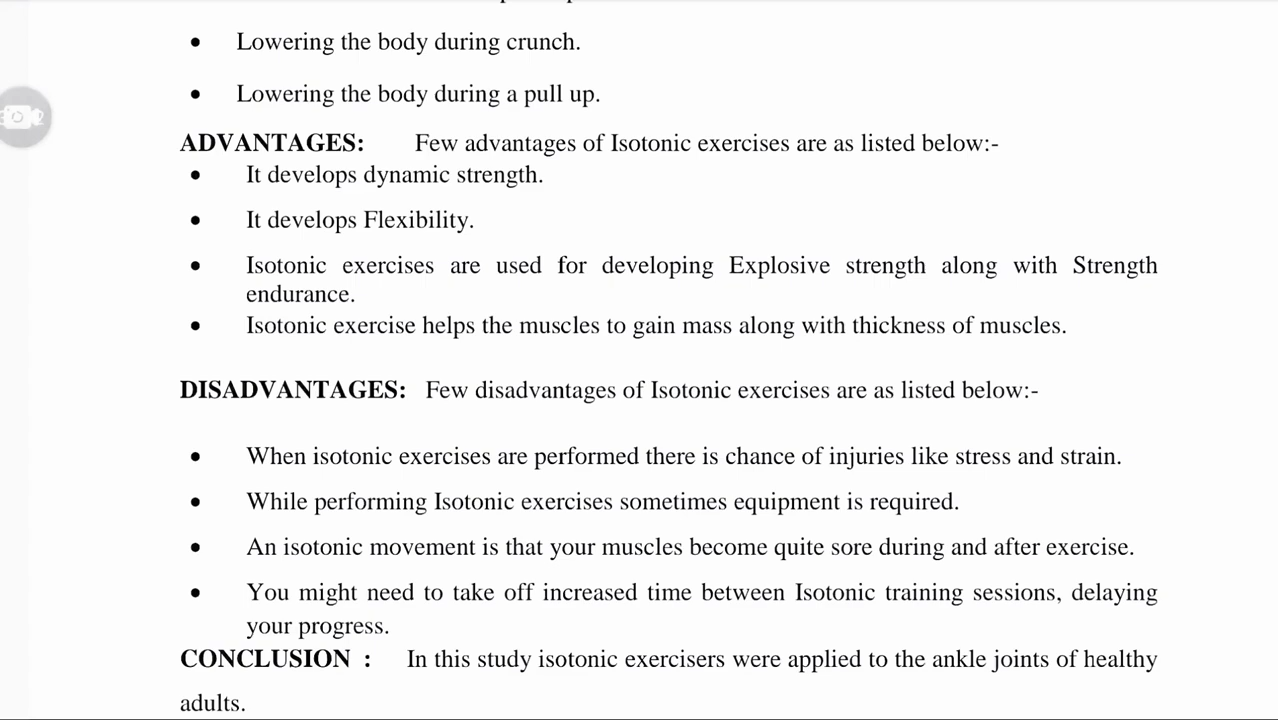 • Lowering the body during crunch.
• Lowering the body during a pull up.
ADVANTAGES: Few advantages of Isotonic exercises are as listed below:-
• It develops dynamic strength.
• It develops Flexibility.
• Isotonic exercises are used for developing Explosive strength along with Strength
endurance.
• Isotonic exercise helps the muscles to gain mass along with thickness of muscles.
DISADVANTAGES: Few disadvantages of Isotonic exercises are as listed below:-
• When isotonic exercises are performed there is chance of injuries like stress and strain.
• While performing Isotonic exercises sometimes equipment is required.
• An isotonic movement is that your muscles become quite sore during and after exercise.
• You might need to take off increased time between Isotonic training sessions, delaying
your progress.
CONCLUSION : In this study isotonic exercisers were applied to the ankle joints of healthy
adults.